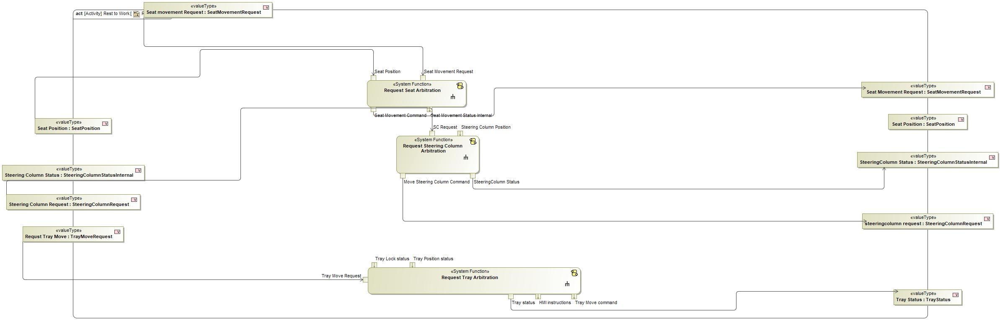 «valueType»
Seat movement Request : SeatMovementRequest
act [Activity] Rest to Work [ R
Seat Position
Seat Movement Request
«System Function»
Request Seat Arbitration
Seat Movement Command
Seat Movement Status Internal
«valueType»
Seat Movement Request : SeatMovementRequest
«valueType»
Seat Position : SeatPosition
«valueType»
Seat Position : SeatPosition
SC Request
Steering Column Position
«System Function»
Request Steering Column
Arbitration
Move Steering Column Command
SteeringColumn Status
«valueType»
SteeringColumn Status : SteeringColumnStatusInternal
«valueType»
Steering Column Status : SteeringColumnStatusInternal
«valueType»
Steering Column Request : SteeringColumnRequest
«valueType»
steeringcolumn request : SteeringColumnRequest
«valueType»
Requst Tray Move : TrayMoveRequest
Tray Lock status
Tray Position status
Tray Move Request
«System Function»
Request Tray Arbitration
Tray status
HMI instructions
Tray Move command
«valueType»
Tray Status : TrayStatus